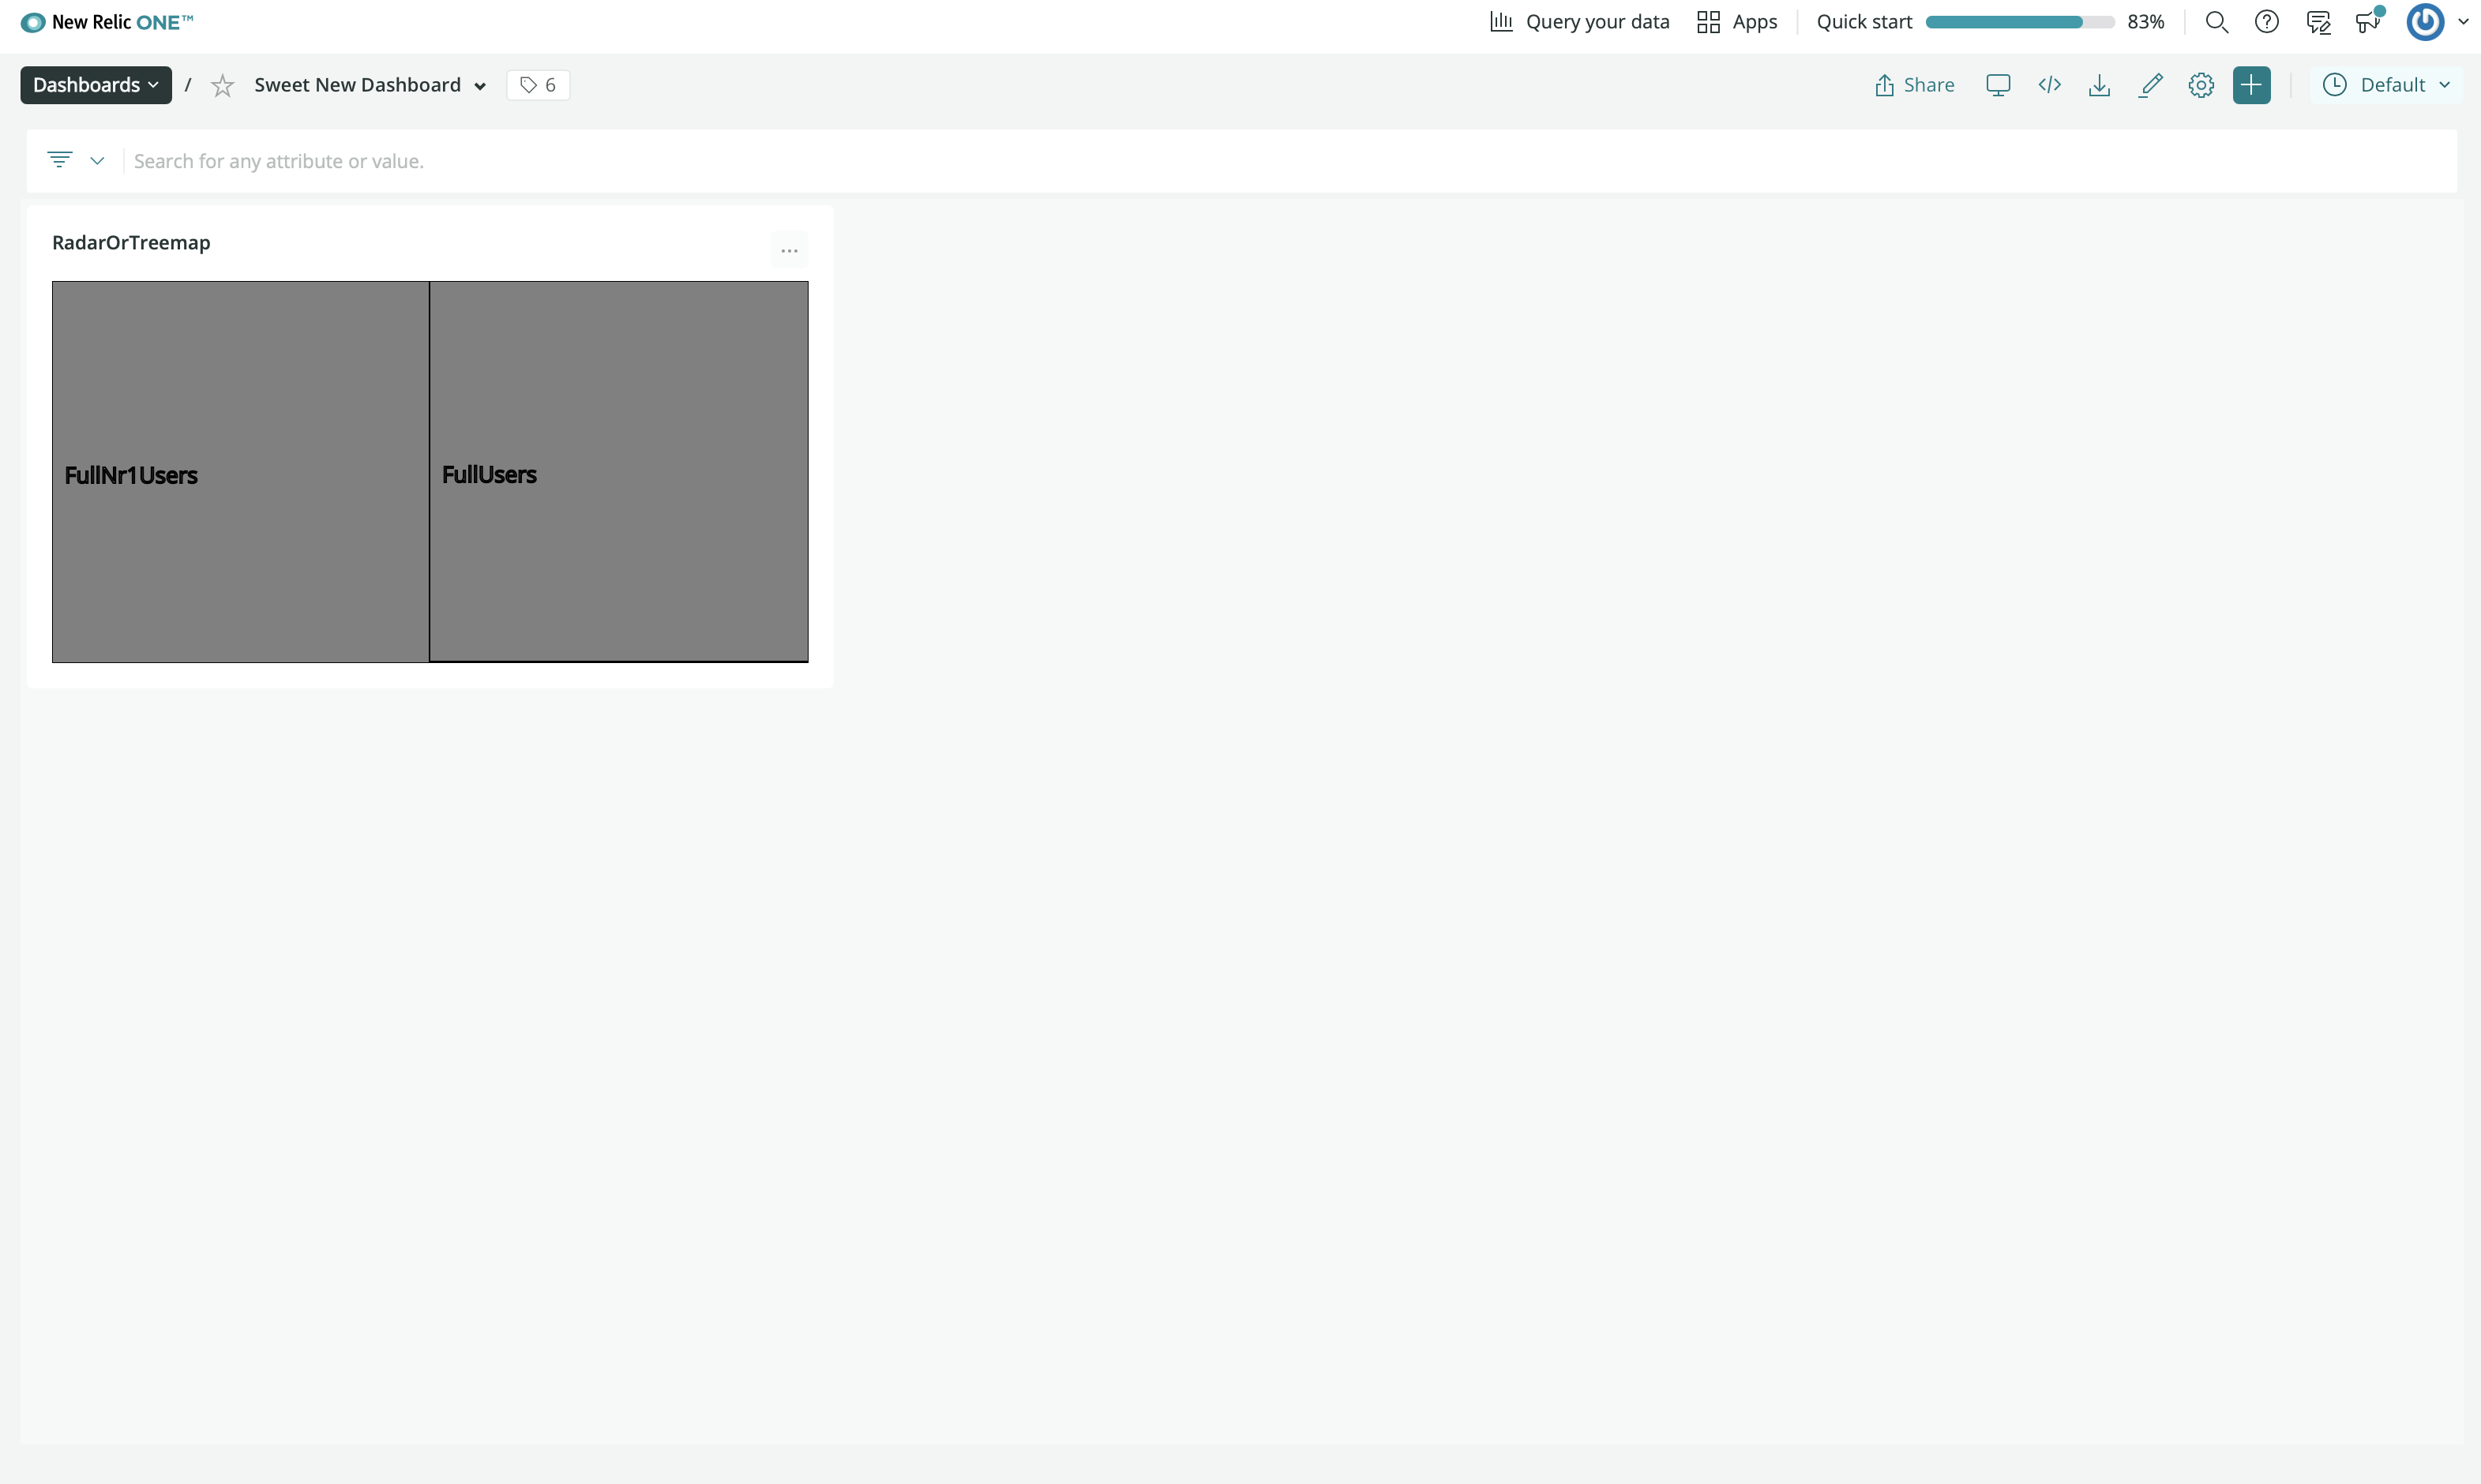 New Relic ONE™
Query your data
Apps
Quick start
83%
Dashboards
/
Sweet New Dashboard
6
Share
Default
Search for any attribute or value.
RadarOrTreemap
...
FullNr1Users
FullUsers